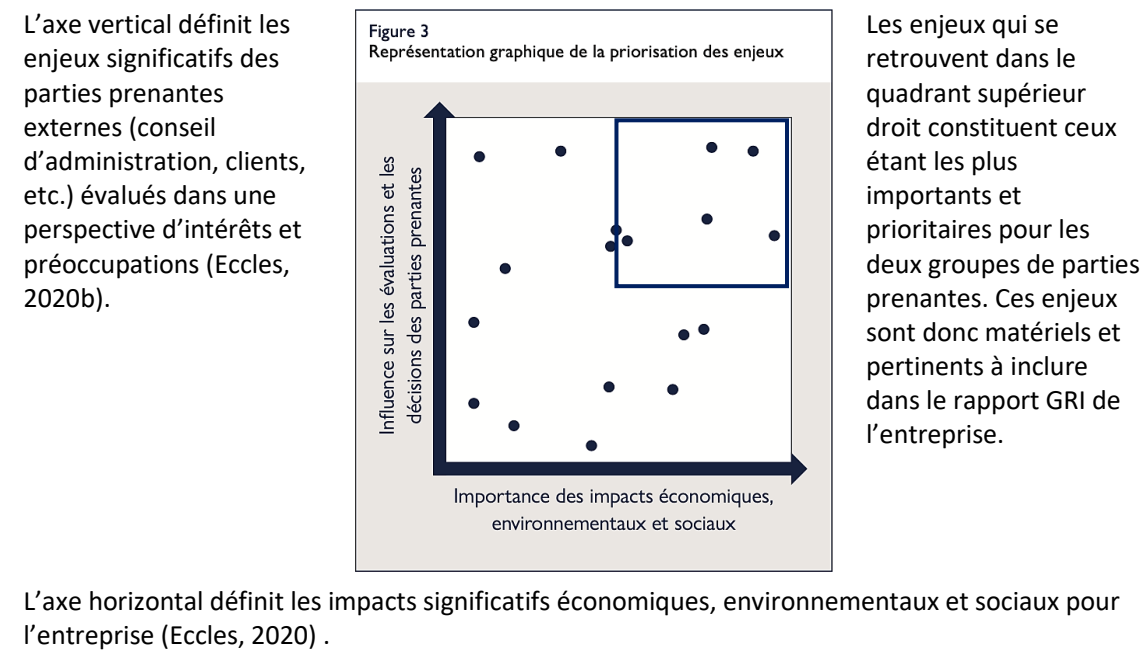 L’axe vertical définit les
enjeux significatifs des
parties prenantes
externes (conseil
d’administration, clients,
etc.) évalués dans une
perspective d’intérêts et
préoccupations (Eccles,
2020b).
Figure 3
Représentation graphique de la priorisation des enjeux
Influence sur les évaluations et les
décisions des parties prenantes
Importance des impacts économiques,
environnementaux et sociaux
Les enjeux qui se
retrouvent dans le
quadrant supérieur
droit constituent ceux
étant les plus
importants et
prioritaires pour les
deux groupes de parties
prenantes. Ces enjeux
sont donc matériels et
pertinents à inclure
dans le rapport GRI de
l’entreprise.
L’axe horizontal définit les impacts significatifs économiques, environnementaux et sociaux pour
l’entreprise (Eccles, 2020) .